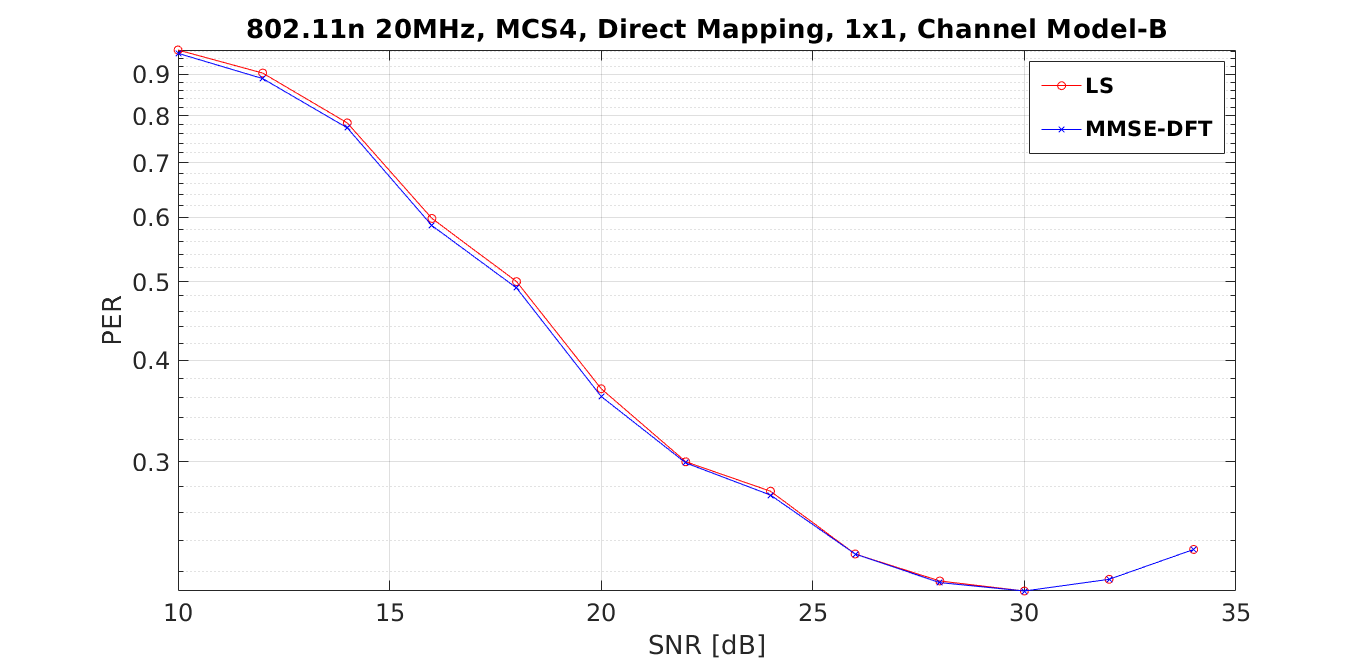 802.11n 20MHz, MCS4, Direct Mapping, 1x1, Channel Model-B
LS
MMSE-DFT
0.9
0.8
0.7
0.6
0.5
0.4
0.3
PER
10 15 20 25 30 35
SNR [dB]